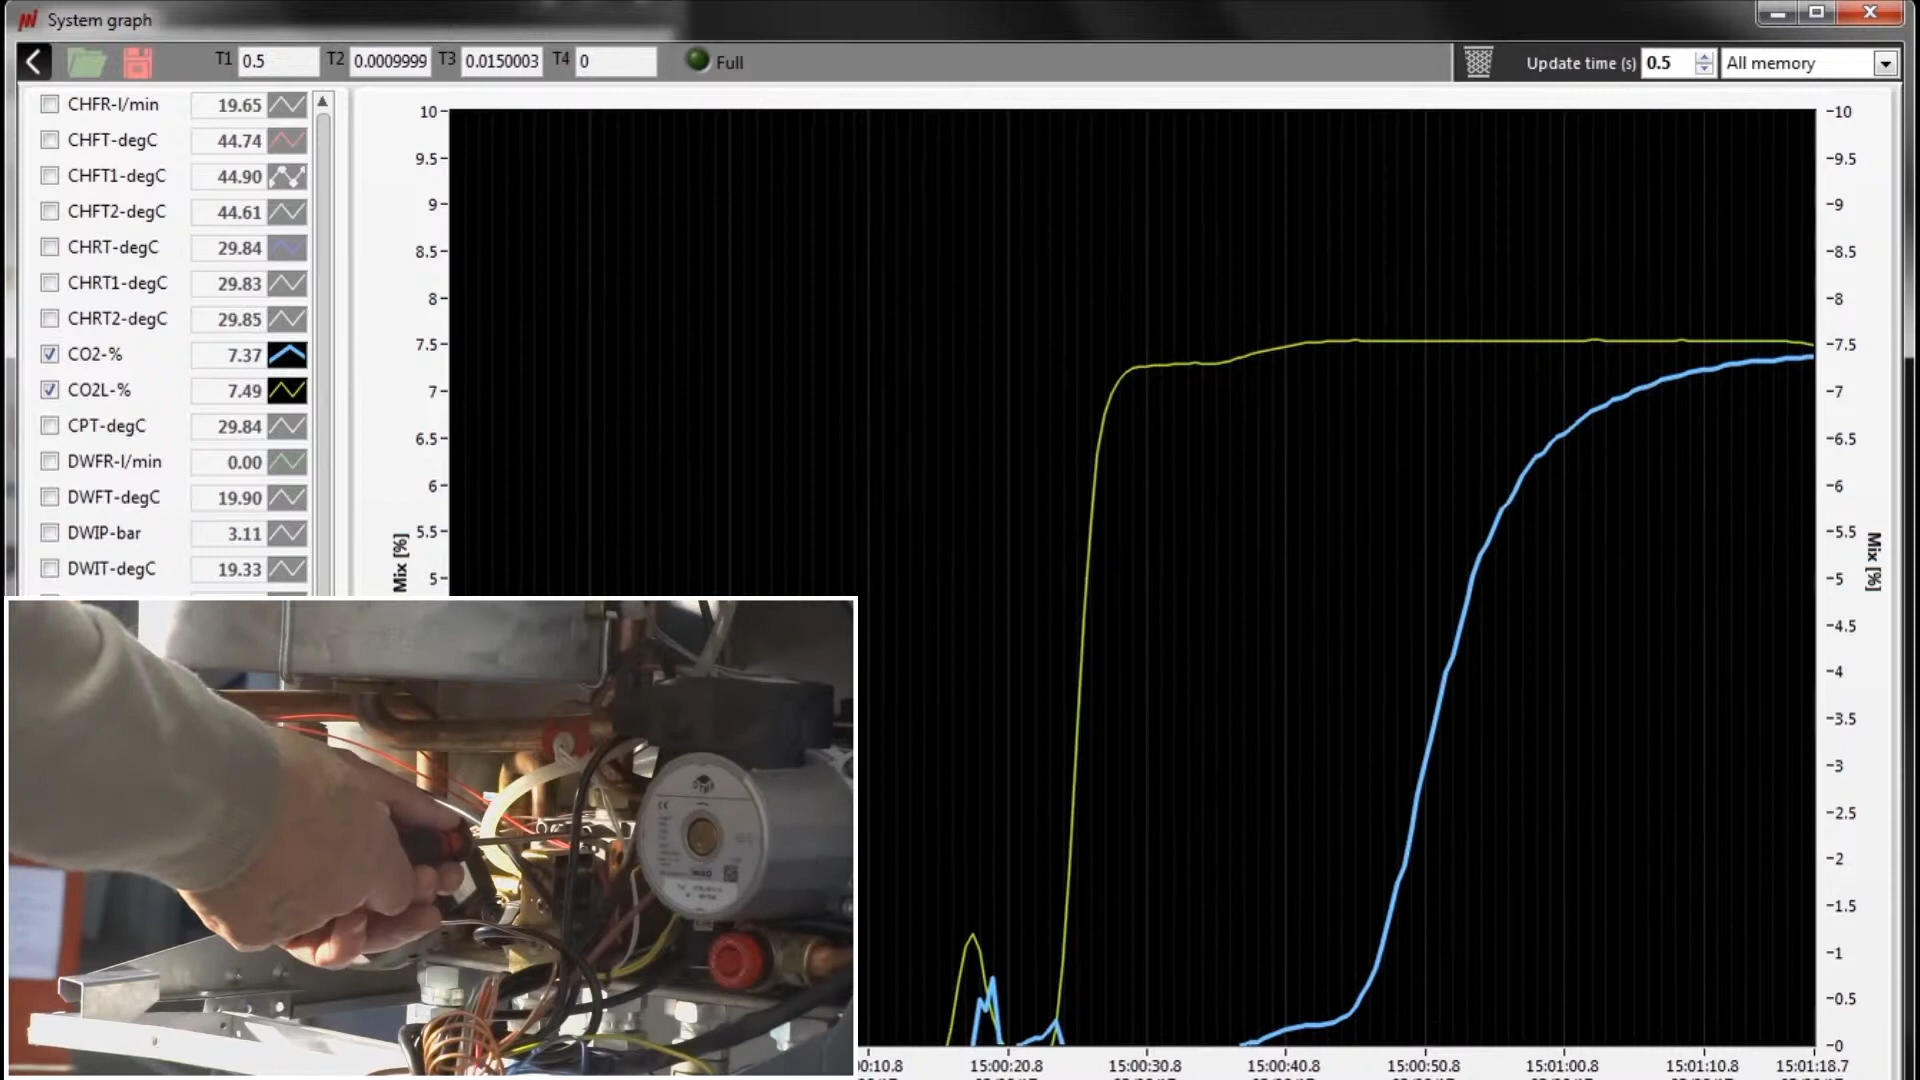 System graph
T1 0.5 T2 0.0009999 T3 0.0150003 T4 0 Full Update time (s) 0.5 All memory
CHFR-l/min 19.65
CHFT-degC 44.74
CHFT1-degC 44.90
CHFT2-degC 44.61
CHRT-degC 29.84
CHRT1-degC 29.83
CHRT2-degC 29.85
CO2-% 7.37
CO2L-% 7.49
CPT-degC 29.84
DWFR-l/min 0.00
DWFT-degC 19.90
DWIP-bar 3.11
DWIT-degC 19.33
10
9.5
9
8.5
8
7.5
7
6.5
6
5.5
5
Mix [%]
10
9.5
9
8.5
8
7.5
7
6.5
6
5.5
5
4.5
4
3.5
3
2.5
2
1.5
1
0.5
0
Mix [%]
0:10.8 15:00:20.8 15:00:30.8 15:00:40.8 15:00:50.8 15:01:00.8 15:01:10.8 15:01:18.7